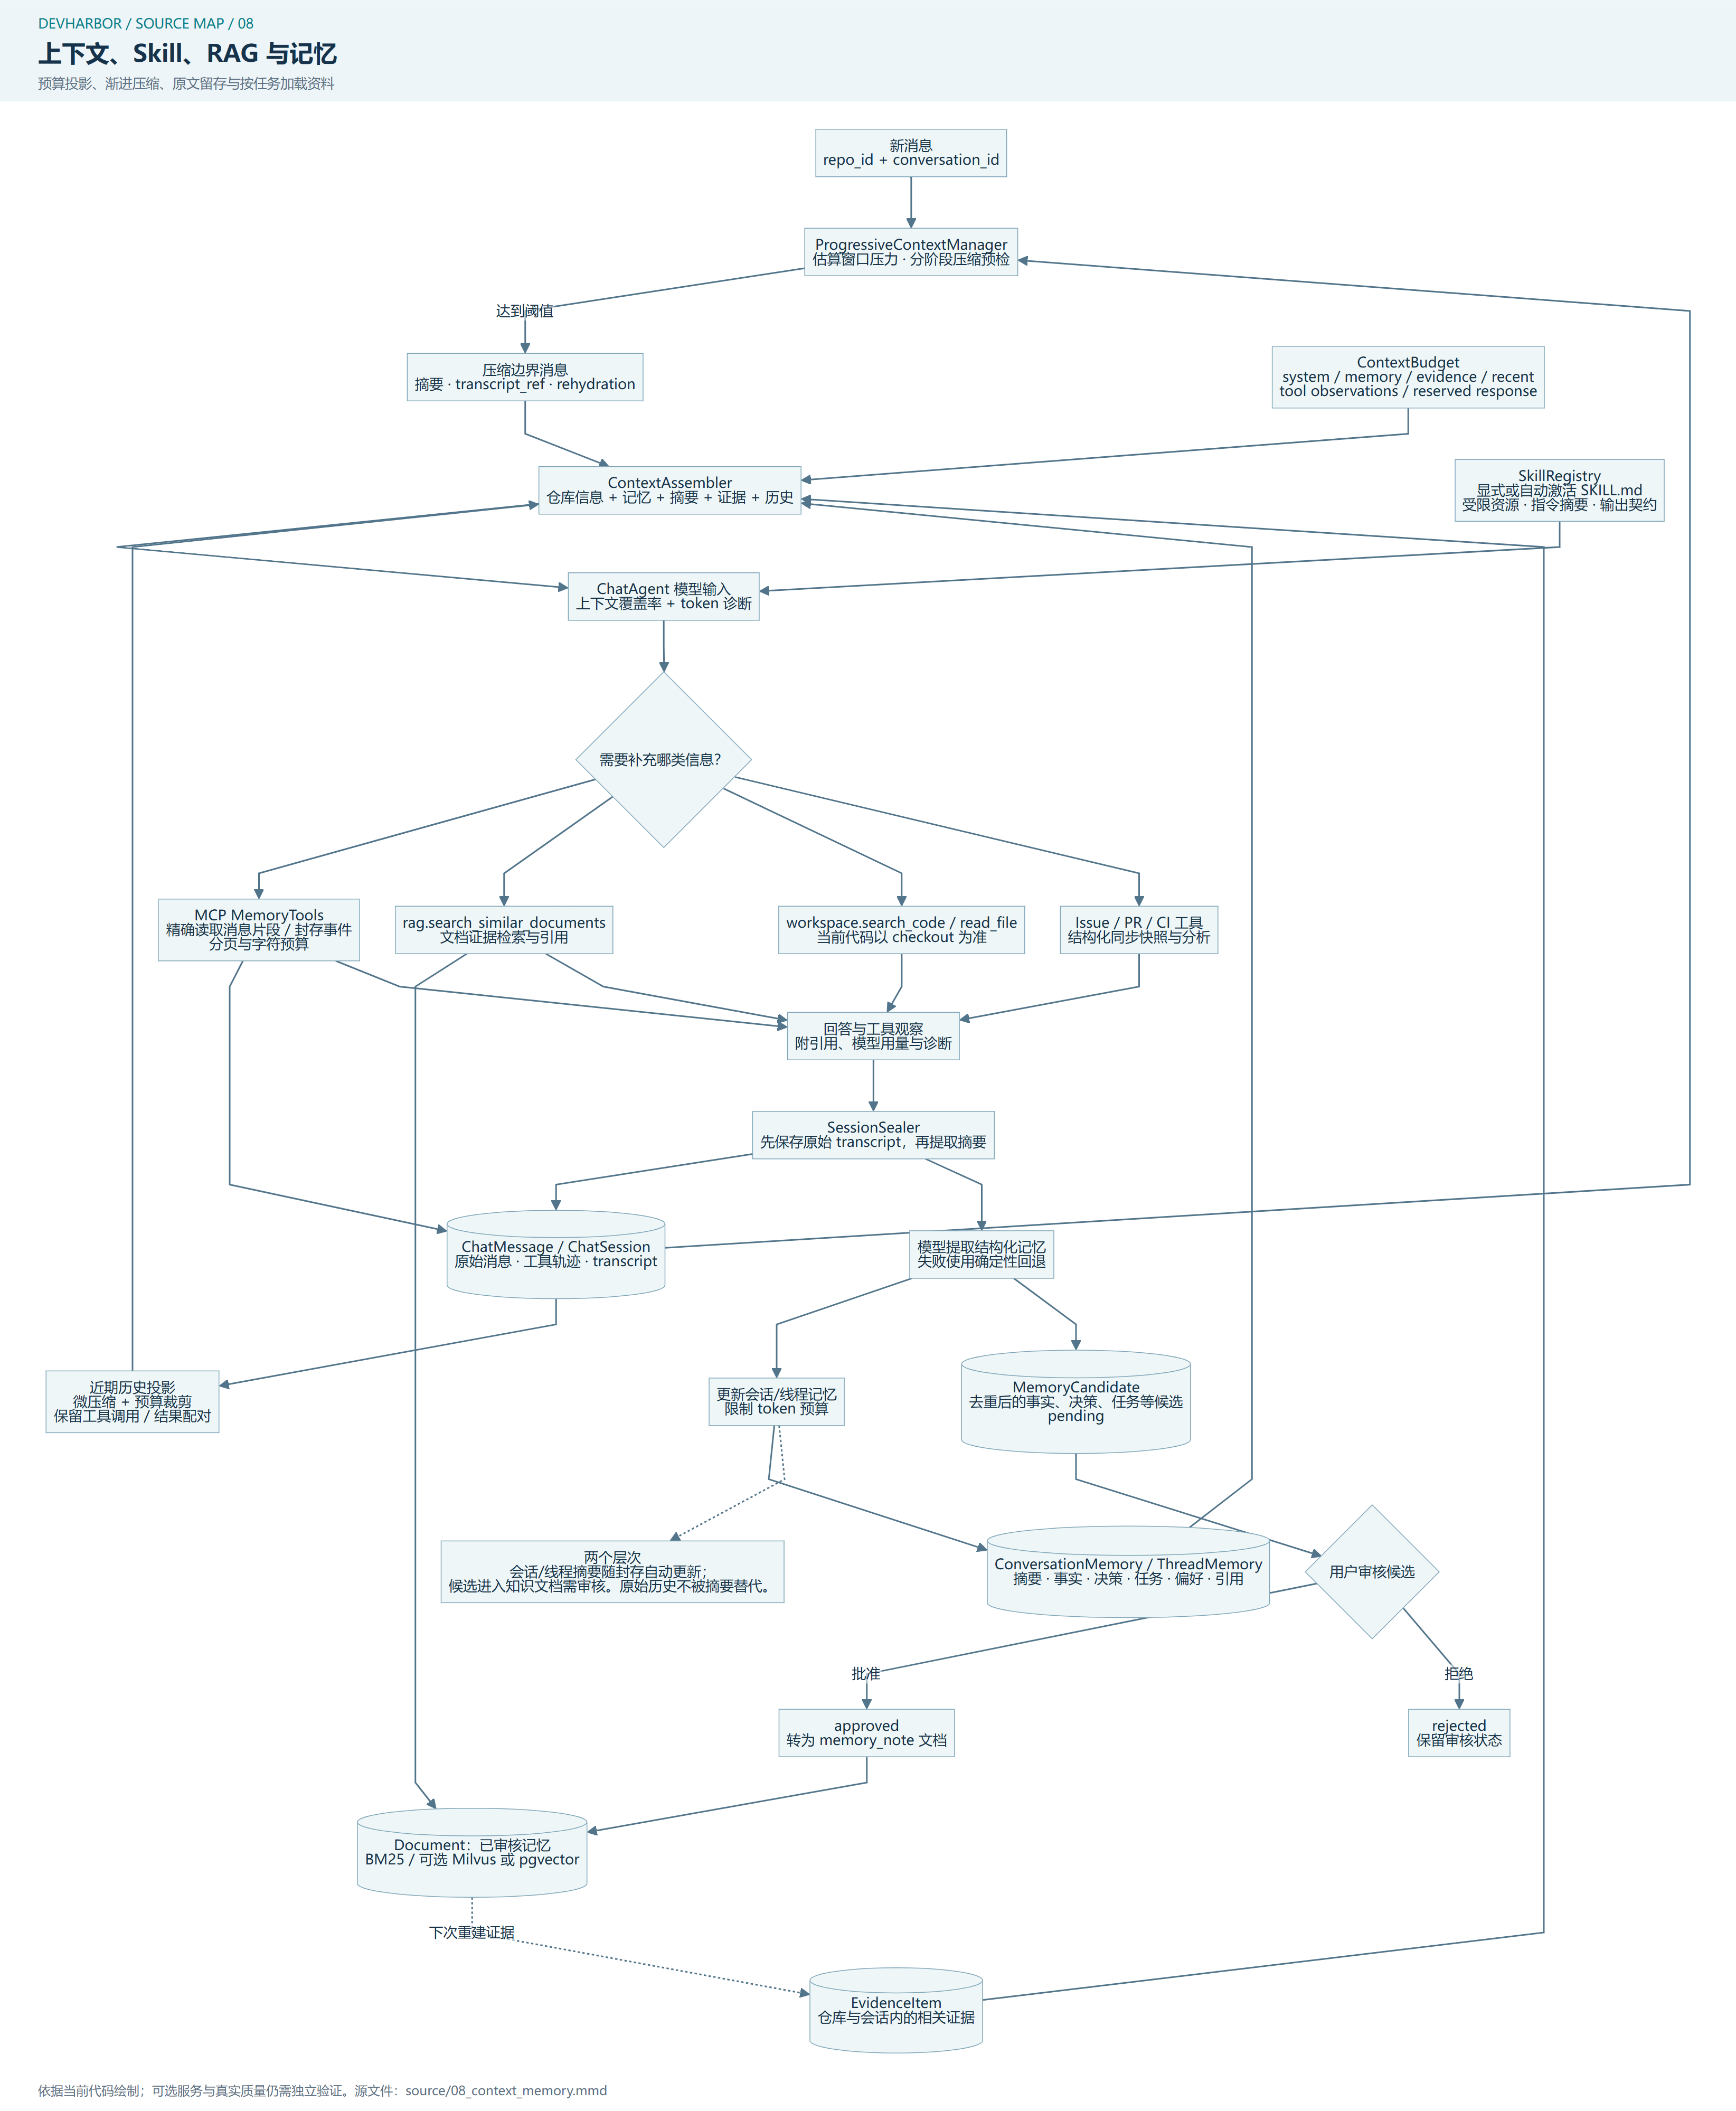 DEVHARBOR / SOURCE MAP / 08
上下文、Skill、RAG 与记忆
预算投影、渐进压缩、原文留存与按任务加载资料
新消息
repo_id + conversation_id
ProgressiveContextManager
估算窗口压力 · 分阶段压缩预检
达到阈值
压缩边界消息
摘要 · transcript_ref · rehydration
ContextBudget
system / memory / evidence / recent
tool observations / reserved response
ContextAssembler
仓库信息 + 记忆 + 摘要 + 证据 + 历史
SkillRegistry
显式或自动激活 SKILL.md
受限资源 · 指令摘要 · 输出契约
ChatAgent 模型输入
上下文覆盖率 + token 诊断
需要补充哪类信息？
MCP MemoryTools
精确读取消息片段 / 封存事件
分页与字符预算
rag.search_similar_documents
文档证据检索与引用
workspace.search_code / read_file
当前代码以 checkout 为准
Issue / PR / CI 工具
结构化同步快照与分析
回答与工具观察
附引用、模型用量与诊断
SessionSealer
先保存原始 transcript，再提取摘要
ChatMessage / ChatSession
原始消息 · 工具轨迹 · transcript
模型提取结构化记忆
失败使用确定性回退
近期历史投影
微压缩 + 预算裁剪
保留工具调用 / 结果配对
更新会话/线程记忆
限制 token 预算
MemoryCandidate
去重后的事实、决策、任务等候选
pending
两个层次
会话/线程摘要随封存自动更新；
候选进入知识文档需审核。原始历史不被摘要替代。
ConversationMemory / ThreadMemory
摘要 · 事实 · 决策 · 任务 · 偏好 · 引用
用户审核候选
批准
拒绝
approved
转为 memory_note 文档
rejected
保留审核状态
Document：已审核记忆
BM25 / 可选 Milvus 或 pgvector
下次重建证据
EvidenceItem
仓库与会话内的相关证据
依据当前代码绘制；可选服务与真实质量仍需独立验证。源文件：source/08_context_memory.mmd